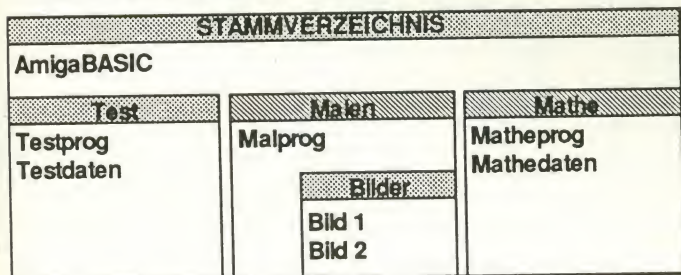 STAMMVERZEICHNIS
AmigaBASIC
Test
Testprog
Testdaten
Malen
Malprog
Bilder
Bild 1
Bild 2
Mathe
Matheprog
Mathedaten